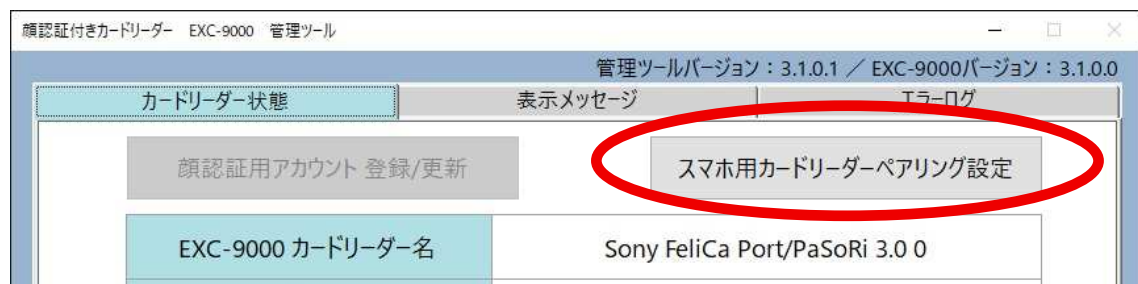 顔認証付きカードリーダー EXC-9000 管理ツール
管理ツールバージョン：3.1.0.1 ／ EXC-9000バージョン：3.1.0.0
カードリーダー状態 表示メッセージ エラーログ
顔認証用アカウント 登録/更新 スマホ用カードリーダーペアリング設定
EXC-9000 カードリーダー名 Sony FeliCa Port/PaSoRi 3.0 0